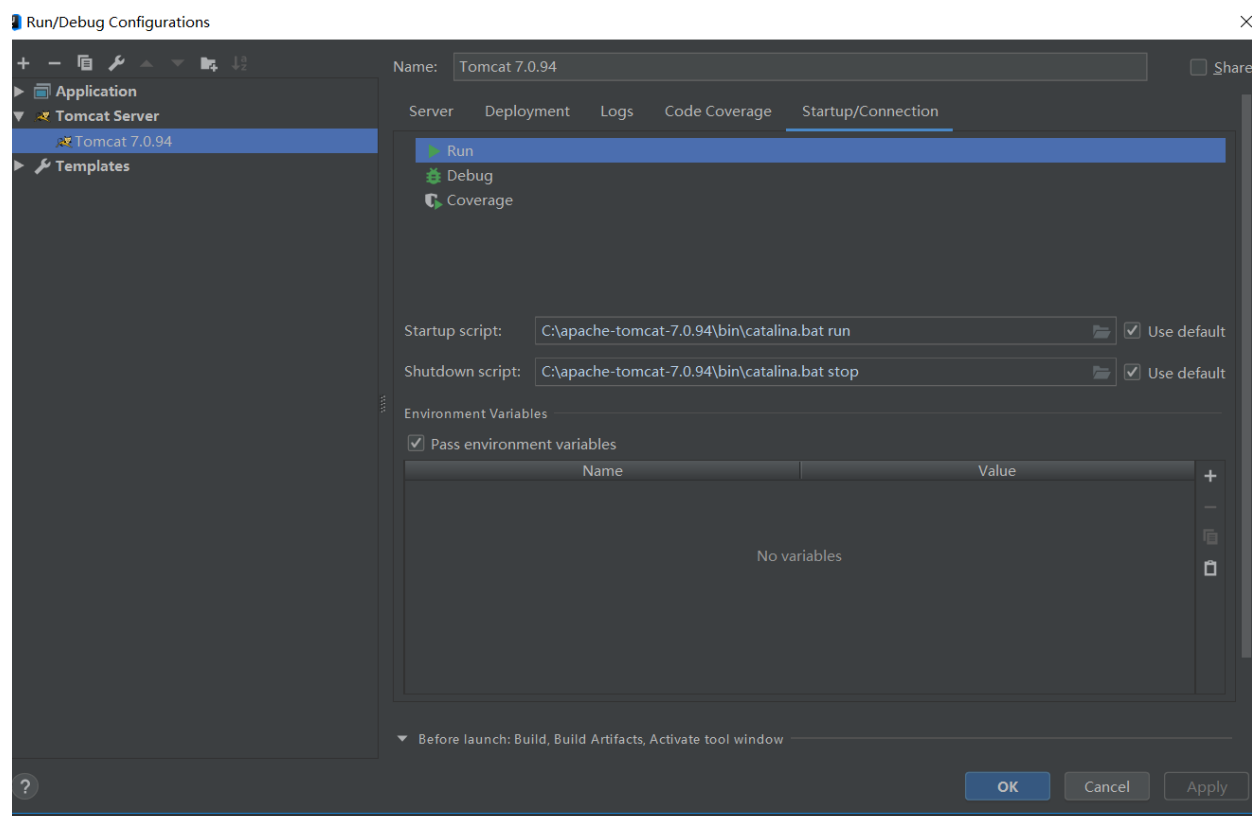 Run/Debug Configurations
Application
Tomcat Server
Tomcat 7.0.94
Templates
Name: Tomcat 7.0.94 Share
Server Deployment Logs Code Coverage Startup/Connection
Run
Debug
Coverage
Startup script: C:\apache-tomcat-7.0.94\bin\catalina.bat run Use default
Shutdown script: C:\apache-tomcat-7.0.94\bin\catalina.bat stop Use default
Environment Variables
Pass environment variables
Name Value
No variables
Before launch: Build, Build Artifacts, Activate tool window
? OK Cancel Apply